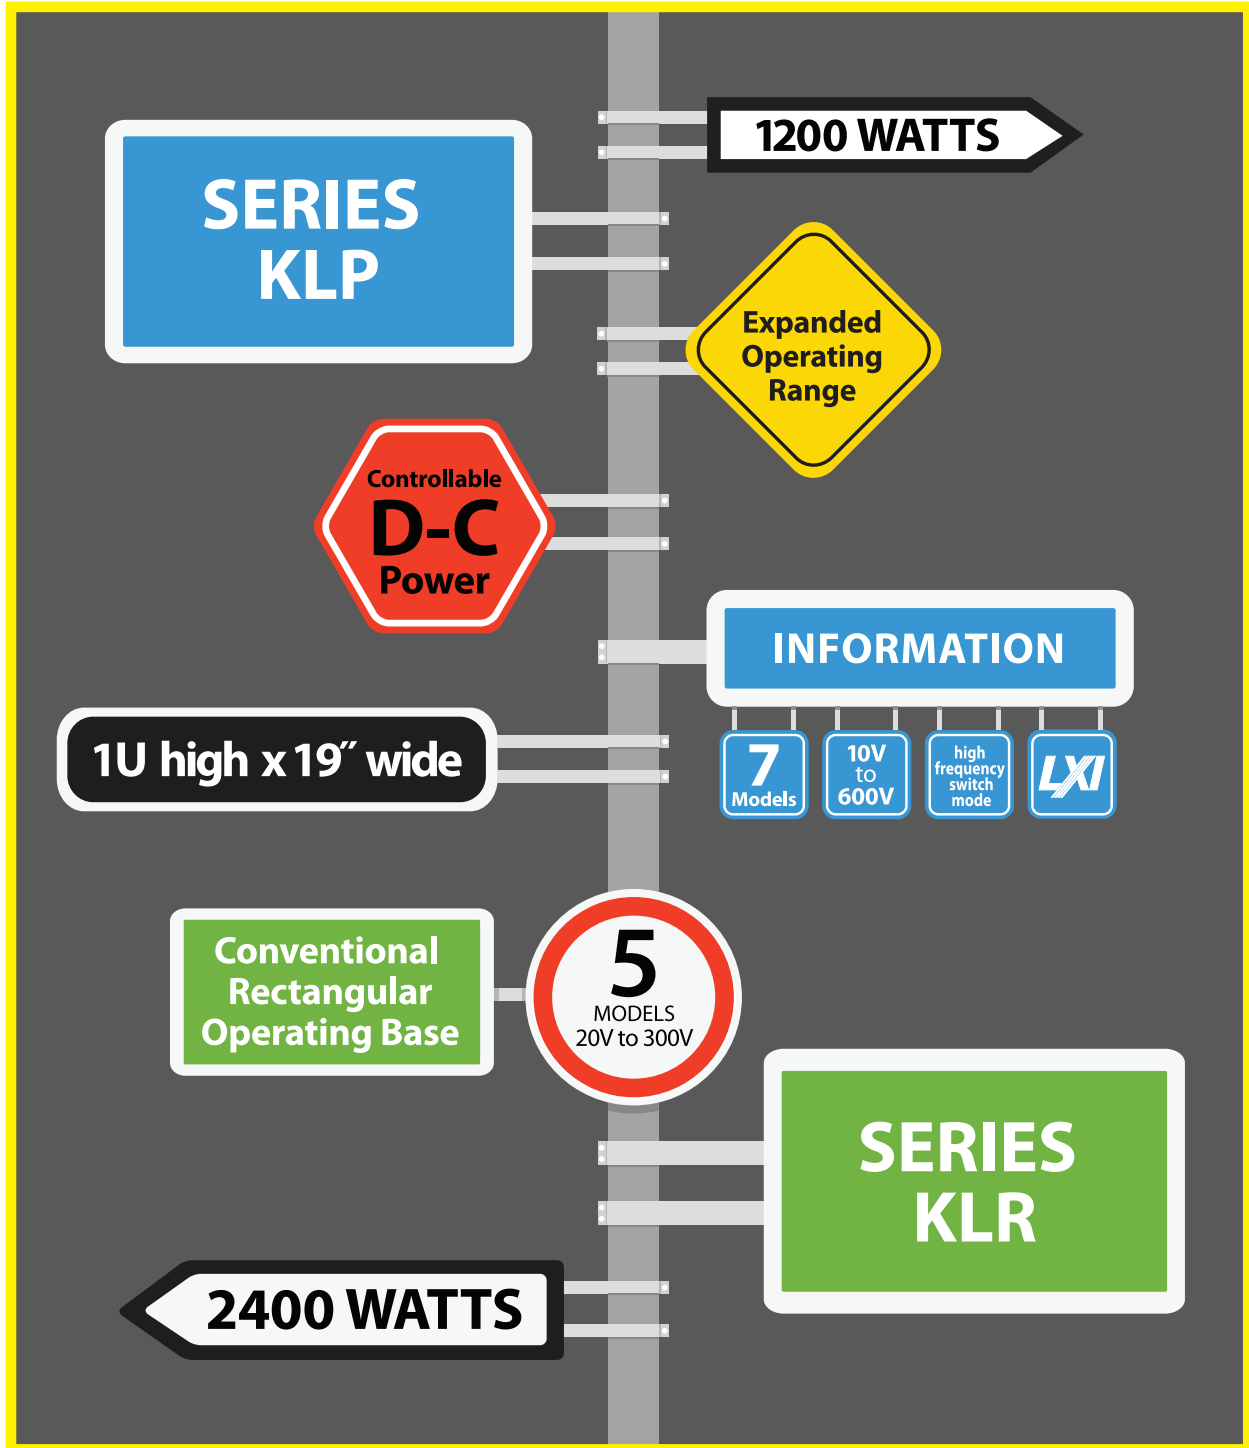 1200 WATTS
SERIES
KLP
Expanded
Operating
Range
Controllable
D-C
Power
INFORMATION
1U high x 19˝ wide
7
Models
10V
to
600V
high
frequency
switch
mode
LXI
Conventional
Rectangular
Operating Base
5
MODELS
20V to 300V
SERIES
KLR
2400 WATTS